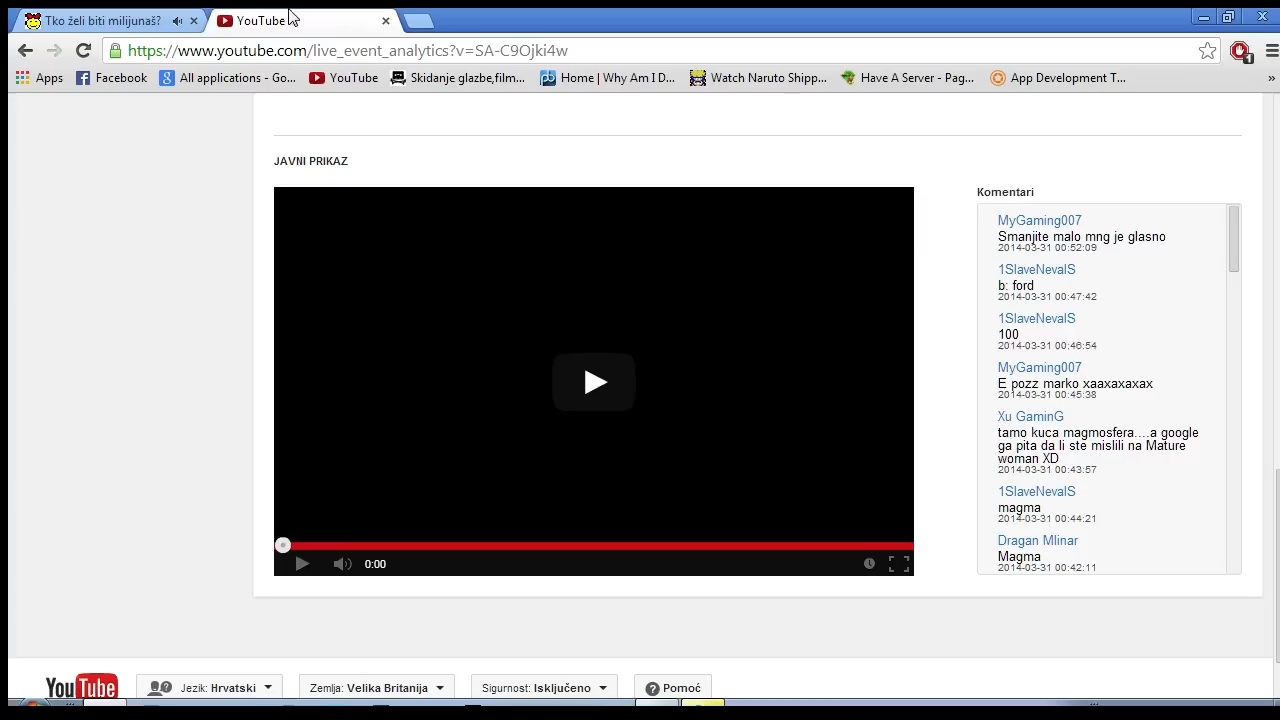 Tko želi biti milijunaš?
YouTube
https://www.youtube.com/live_event_analytics?v=SA-C9Ojki4w
1
Apps Facebook All applications - Go... YouTube Skidanje glazbe,film... Home | Why Am I D... Watch Naruto Shipp... Have A Server - Pag... App Development T... »
JAVNI PRIKAZ
0:00
Komentari
MyGaming007
Smanjite malo mng je glasno
2014-03-31 00:52:09
1SlaveNevalS
b: ford
2014-03-31 00:47:42
1SlaveNevalS
100
2014-03-31 00:46:54
MyGaming007
E pozz marko xaaxaxaxax
2014-03-31 00:45:38
Xu GaminG
tamo kuca magmosfera....a google
ga pita da li ste mislili na Mature
woman XD
2014-03-31 00:43:57
1SlaveNevalS
magma
2014-03-31 00:44:21
Dragan Mlinar
Magma
2014-03-31 00:42:11
YouTube Jezik: Hrvatski Zemlja: Velika Britanija Sigurnost: Isključeno Pomoć